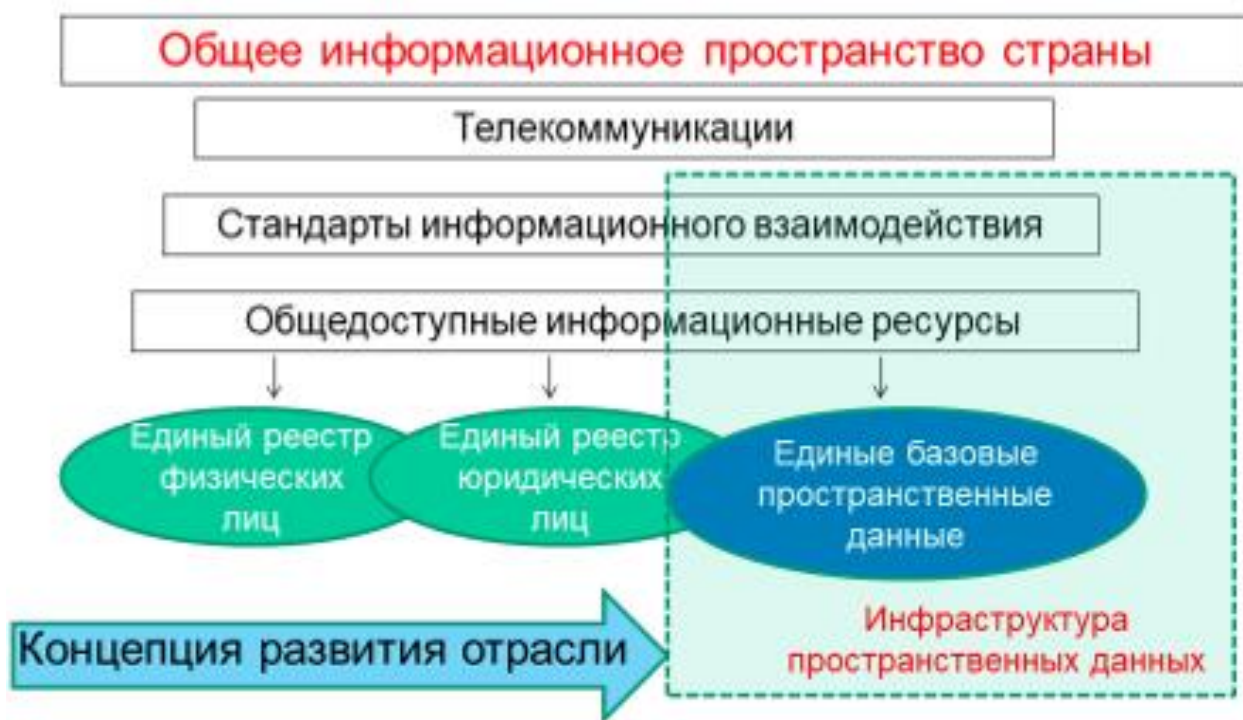 Общее информационное пространство страны
Телекоммуникации
Стандарты информационного взаимодействия
Общедоступные информационные ресурсы
Единый реестр
физических
лиц
Единый реестр
юридических
лиц
Единые базовые
пространственные
данные
Концепция развития отрасли
Инфраструктура
пространственных данных